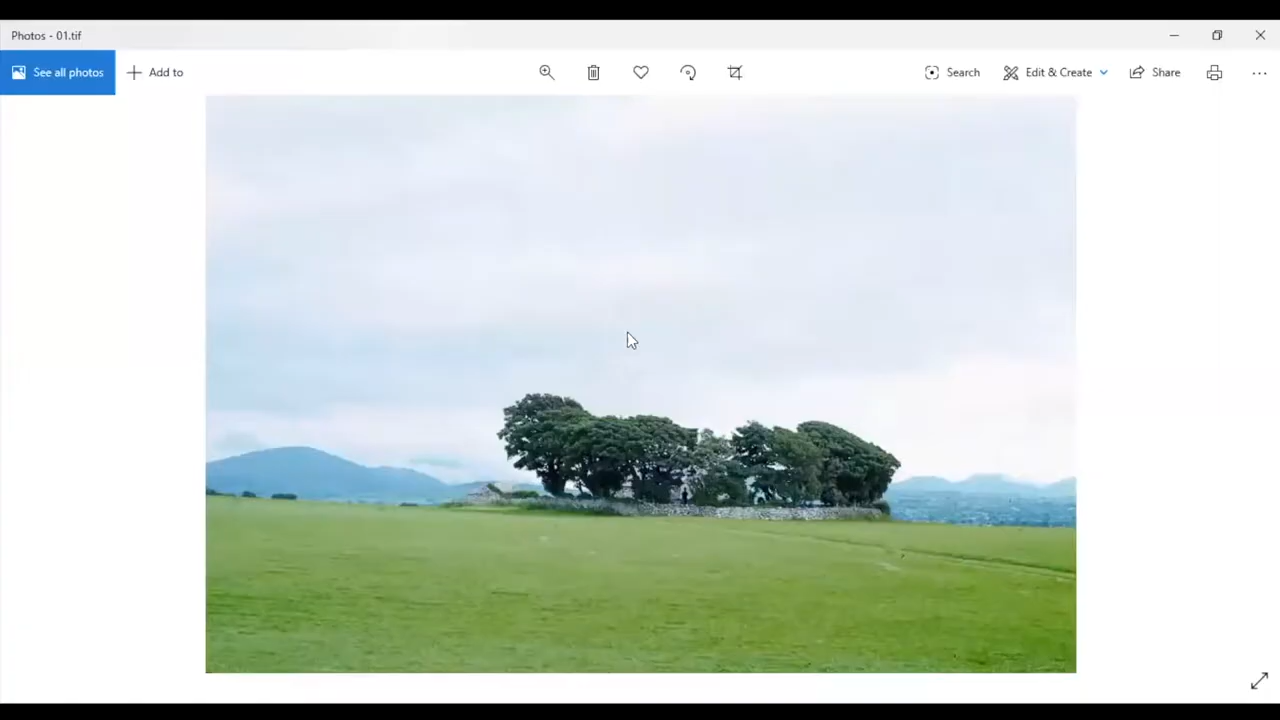 Photos - 01.tif
See all photos
Add to
Search
Edit & Create
Share